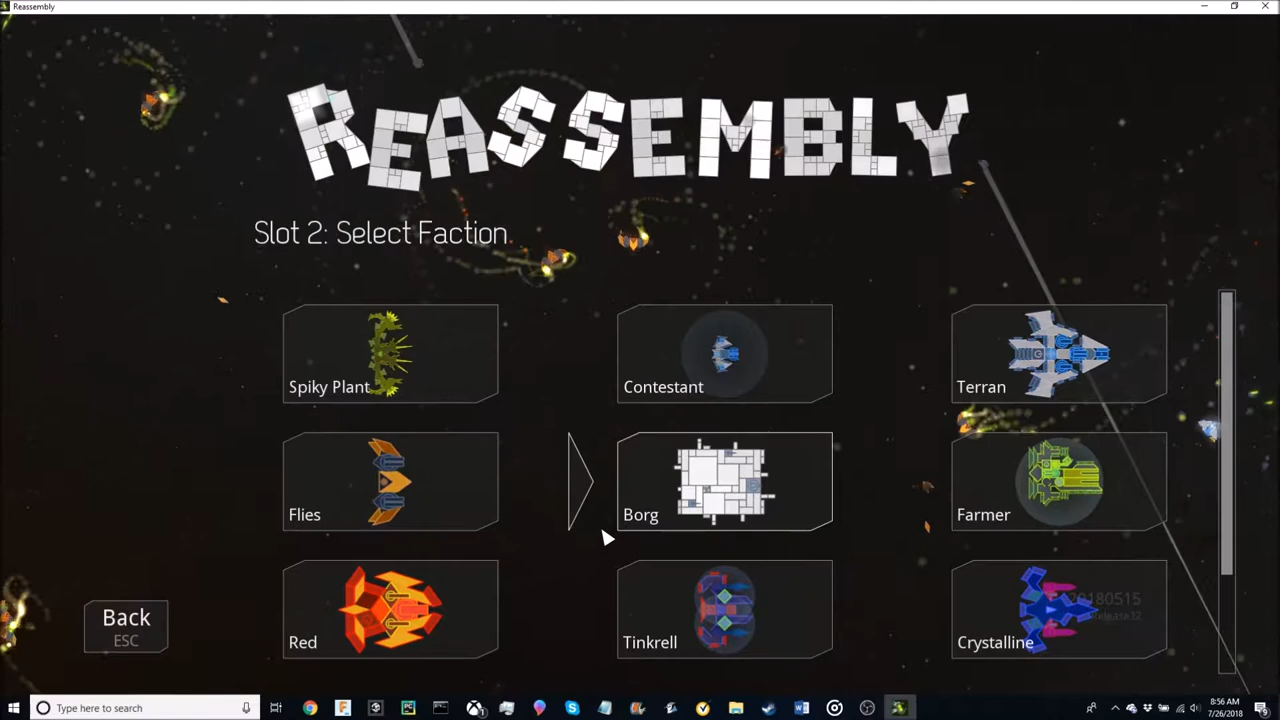 Reassembly
REASSEMBLY
Slot 2: Select Faction
Spiky Plant
Contestant
Terran
Flies
Borg
Farmer
Red
Tinkrell
Crystalline
Back
ESC
Type here to search
8:56 AM
7/26/2018